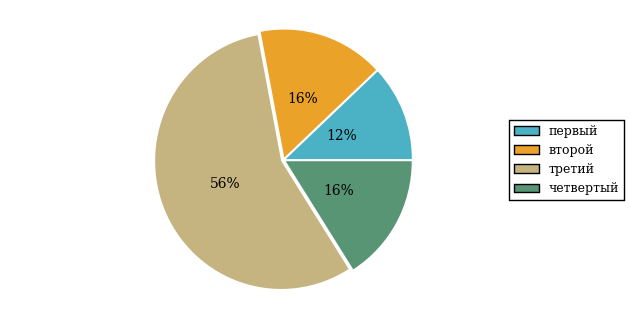 16%
12%
56%
16%
первый
второй
третий
четвертый